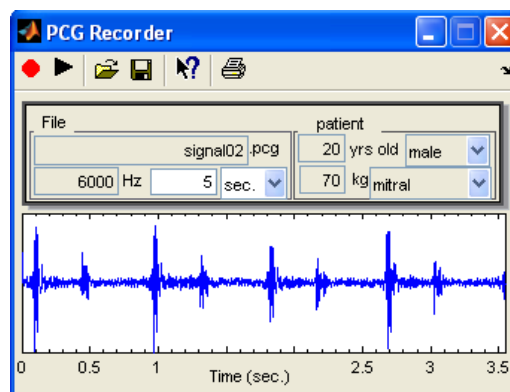 PCG Recorder
File
signal02 .pcg
6000 Hz 5 sec.
patient
20 yrs old male
70 kg mitral
0 0.5 1 2.5 3 3.5
Time (sec.)